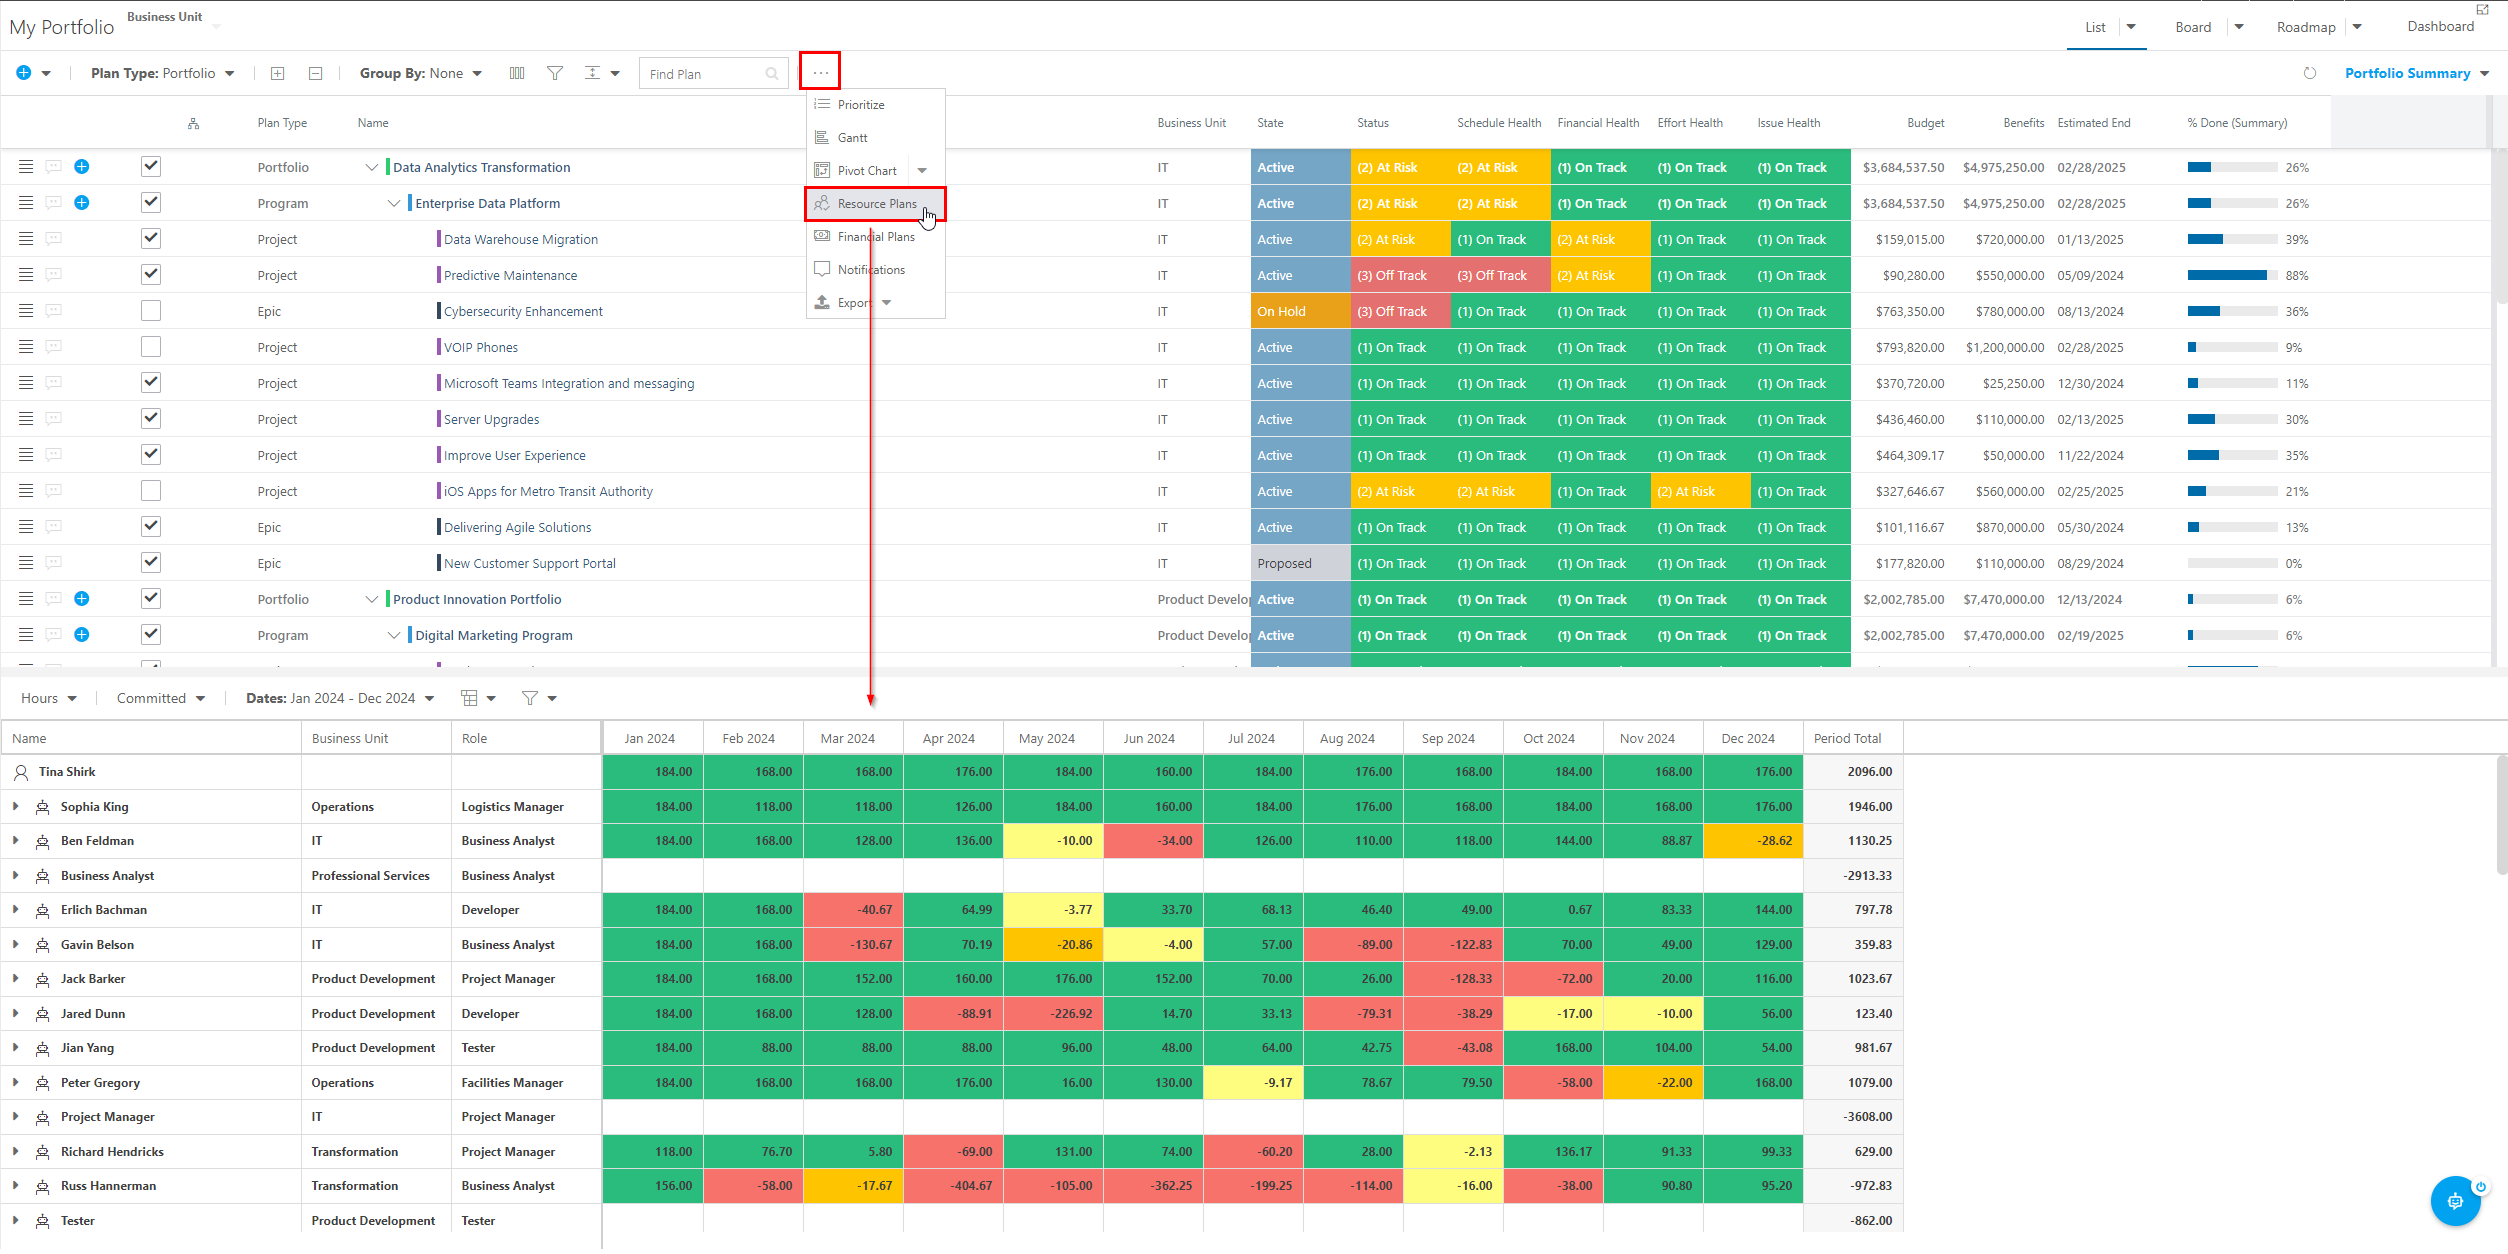 My Portfolio
Business Unit
List
Board
Roadmap
Dashboard
Plan Type: Portfolio
Group By: None
Find Plan
...
Portfolio Summary
Prioritize
Gantt
Pivot Chart
Resource Plans
Financial Plans
Notifications
Export
Plan Type Name Business Unit State Status Schedule Health Financial Health Effort Health Issue Health Budget Benefits Estimated End % Done (Summary)
Portfolio Data Analytics Transformation IT Active (2) At Risk (2) At Risk (1) On Track (1) On Track (1) On Track $3,684,537.50 $4,975,250.00 02/28/2025 26%
Program Enterprise Data Platform IT Active (2) At Risk (2) At Risk (1) On Track (1) On Track (1) On Track $3,684,537.50 $4,975,250.00 02/28/2025 26%
Project Data Warehouse Migration IT Active (2) At Risk (1) On Track (2) At Risk (1) On Track (1) On Track $159,015.00 $720,000.00 01/13/2025 39%
Project Predictive Maintenance IT Active (3) Off Track (3) Off Track (2) At Risk (1) On Track (1) On Track $90,280.00 $550,000.00 05/09/2024 88%
Epic Cybersecurity Enhancement IT On Hold (3) Off Track (1) On Track (1) On Track (1) On Track (1) On Track $763,350.00 $780,000.00 08/13/2024 36%
Project VOIP Phones IT Active (1) On Track (1) On Track (1) On Track (1) On Track (1) On Track $793,820.00 $1,200,000.00 02/28/2025 9%
Project Microsoft Teams Integration and messaging IT Active (1) On Track (1) On Track (1) On Track (1) On Track (1) On Track $370,720.00 $25,250.00 12/30/2024 11%
Project Server Upgrades IT Active (1) On Track (1) On Track (1) On Track (1) On Track (1) On Track $436,460.00 $110,000.00 02/13/2025 30%
Project Improve User Experience IT Active (1) On Track (1) On Track (1) On Track (1) On Track (1) On Track $464,309.17 $50,000.00 11/22/2024 35%
Project iOS Apps for Metro Transit Authority IT Active (2) At Risk (2) At Risk (1) On Track (2) At Risk (1) On Track $327,646.67 $560,000.00 02/25/2025 21%
Epic Delivering Agile Solutions IT Active (1) On Track (1) On Track (1) On Track (1) On Track (1) On Track $101,116.67 $870,000.00 05/30/2024 13%
Epic New Customer Support Portal IT Proposed (1) On Track (1) On Track (1) On Track (1) On Track (1) On Track $177,820.00 $110,000.00 08/29/2024 0%
Portfolio Product Innovation Portfolio Product Develo Active (1) On Track (1) On Track (1) On Track (1) On Track (1) On Track $2,002,785.00 $7,470,000.00 12/13/2024 6%
Program Digital Marketing Program Product Develo Active (1) On Track (1) On Track (1) On Track (1) On Track (1) On Track $2,002,785.00 $7,470,000.00 02/19/2025 6%
Hours
Committed
Dates: Jan 2024 - Dec 2024
Name Business Unit Role Jan 2024 Feb 2024 Mar 2024 Apr 2024 May 2024 Jun 2024 Jul 2024 Aug 2024 Sep 2024 Oct 2024 Nov 2024 Dec 2024 Period Total
Tina Shirk 184.00 168.00 168.00 176.00 184.00 160.00 184.00 176.00 168.00 184.00 168.00 176.00 2096.00
Sophia King Operations Logistics Manager 184.00 118.00 118.00 126.00 184.00 160.00 184.00 176.00 168.00 184.00 168.00 176.00 1946.00
Ben Feldman IT Business Analyst 184.00 168.00 128.00 136.00 -10.00 -34.00 126.00 110.00 118.00 144.00 88.87 -28.62 1130.25
Business Analyst Professional Services Business Analyst -2913.33
Erlich Bachman IT Developer 184.00 168.00 -40.67 64.99 -3.77 33.70 68.13 46.40 49.00 0.67 83.33 144.00 797.78
Gavin Belson IT Business Analyst 184.00 168.00 -130.67 70.19 -20.86 -4.00 57.00 -89.00 -122.83 70.00 49.00 129.00 359.83
Jack Barker Product Development Project Manager 184.00 168.00 152.00 160.00 176.00 152.00 70.00 26.00 -128.33 -72.00 20.00 116.00 1023.67
Jared Dunn Product Development Developer 184.00 168.00 128.00 -88.91 -226.92 14.70 33.13 -79.31 -38.29 -17.00 -10.00 56.00 123.40
Jian Yang Product Development Tester 184.00 88.00 88.00 88.00 96.00 48.00 64.00 42.75 -43.08 168.00 104.00 54.00 981.67
Peter Gregory Operations Facilities Manager 184.00 168.00 168.00 176.00 16.00 130.00 -9.17 78.67 79.50 -58.00 -22.00 168.00 1079.00
Project Manager IT Project Manager -3608.00
Richard Hendricks Transformation Project Manager 118.00 76.70 5.80 -69.00 131.00 74.00 -60.20 28.00 -2.13 136.17 91.33 99.33 629.00
Russ Hannerman Transformation Business Analyst 156.00 -58.00 -17.67 -404.67 -105.00 -362.25 -199.25 -114.00 -16.00 -38.00 90.80 95.20 -972.83
Tester Product Development Tester -862.00